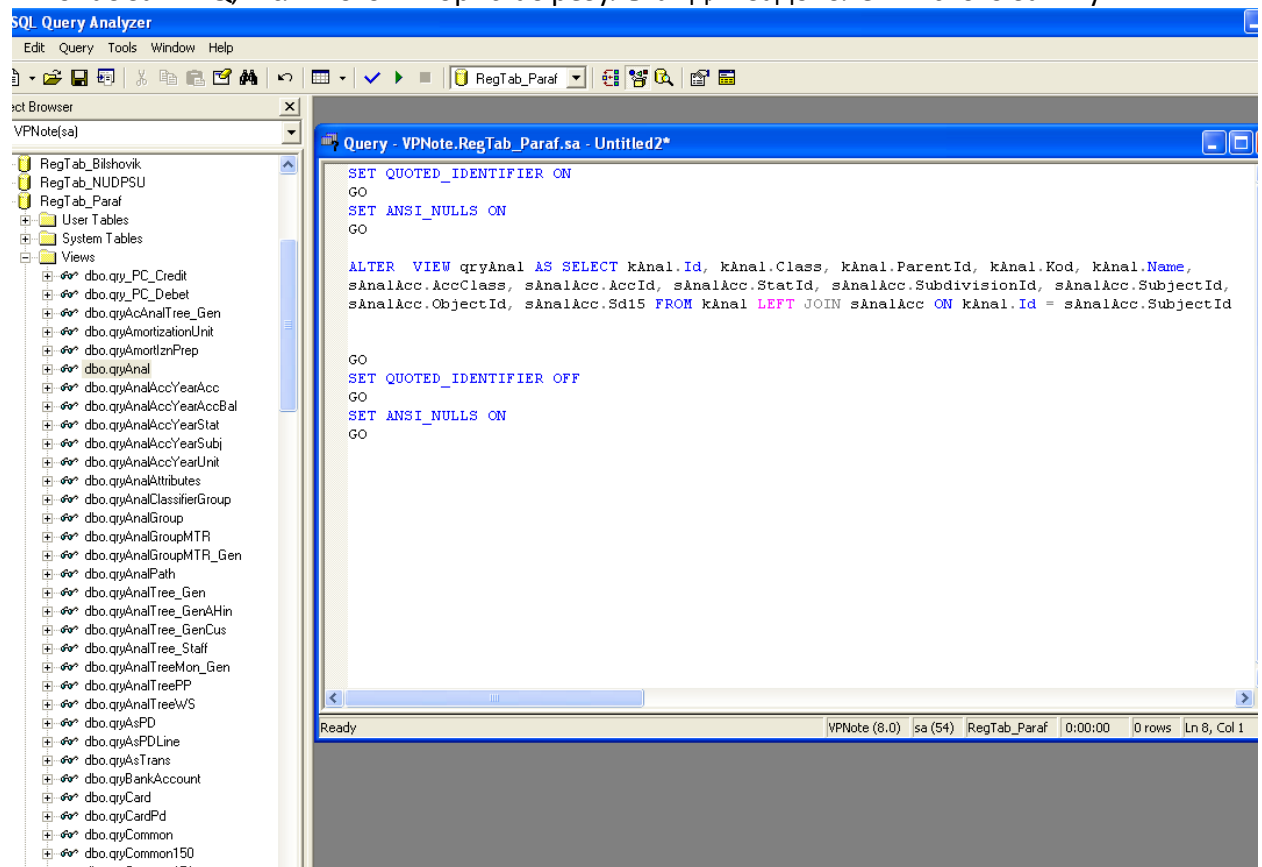 SQL Query Analyzer
Edit Query Tools Window Help
RegTab_Paraf
ect Browser
VPNote(sa)
RegTab_Bilshovik
RegTab_NUDPSU
RegTab_Paraf
User Tables
System Tables
Views
dbo.qry_PC_Credit
dbo.qry_PC_Debet
dbo.qryAcAnalTree_Gen
dbo.qryAmortizationUnit
dbo.qryAmortIznPrep
dbo.qryAnal
dbo.qryAnalAccYearAcc
dbo.qryAnalAccYearAccBal
dbo.qryAnalAccYearStat
dbo.qryAnalAccYearSubj
dbo.qryAnalAccYearUnit
dbo.qryAnalAttributes
dbo.qryAnalClassifierGroup
dbo.qryAnalGroup
dbo.qryAnalGroupMTR
dbo.qryAnalGroupMTR_Gen
dbo.qryAnalPath
dbo.qryAnalTree_Gen
dbo.qryAnalTree_GenAHin
dbo.qryAnalTree_GenCus
dbo.qryAnalTree_Staff
dbo.qryAnalTreeMon_Gen
dbo.qryAnalTreePP
dbo.qryAnalTreeWS
dbo.qryAsPD
dbo.qryAsPDLine
dbo.qryAsTrans
dbo.qryBankAccount
dbo.qryCard
dbo.qryCardPd
dbo.qryCommon
dbo.qryCommon150
Query - VPNote.RegTab_Paraf.sa - Untitled2*
SET QUOTED_IDENTIFIER ON
GO
SET ANSI_NULLS ON
GO
ALTER VIEW qryAnal AS SELECT kAnal.Id, kAnal.Class, kAnal.ParentId, kAnal.Kod, kAnal.Name,
sAnalAcc.AccClass, sAnalAcc.AccId, sAnalAcc.StatId, sAnalAcc.SubdivisionId, sAnalAcc.SubjectId,
sAnalAcc.ObjectId, sAnalAcc.Sd15 FROM kAnal LEFT JOIN sAnalAcc ON kAnal.Id = sAnalAcc.SubjectId
GO
SET QUOTED_IDENTIFIER OFF
GO
SET ANSI_NULLS ON
GO
Ready VPNote (8.0) sa (54) RegTab_Paraf 0:00:00 0 rows Ln 8, Col 1